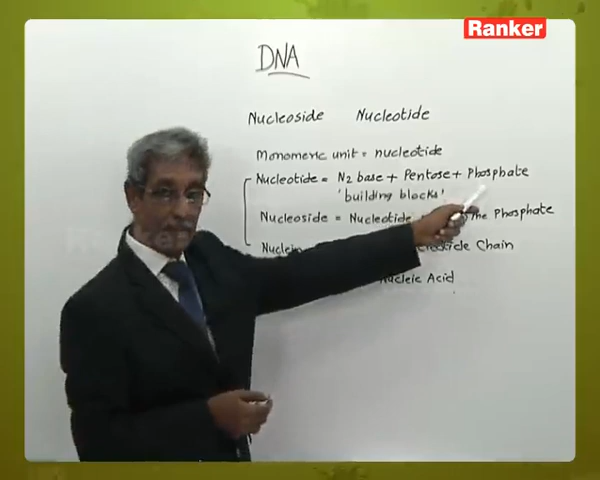 Ranker
DNA
Nucleoside Nucleotide
Monomeric unit = nucleotide
Nucleotide = N2 base + Pentose + Phosphate
'building blocks'
Nucleoside = Nucleotide the Phosphate
Chain
Nucleic Acid